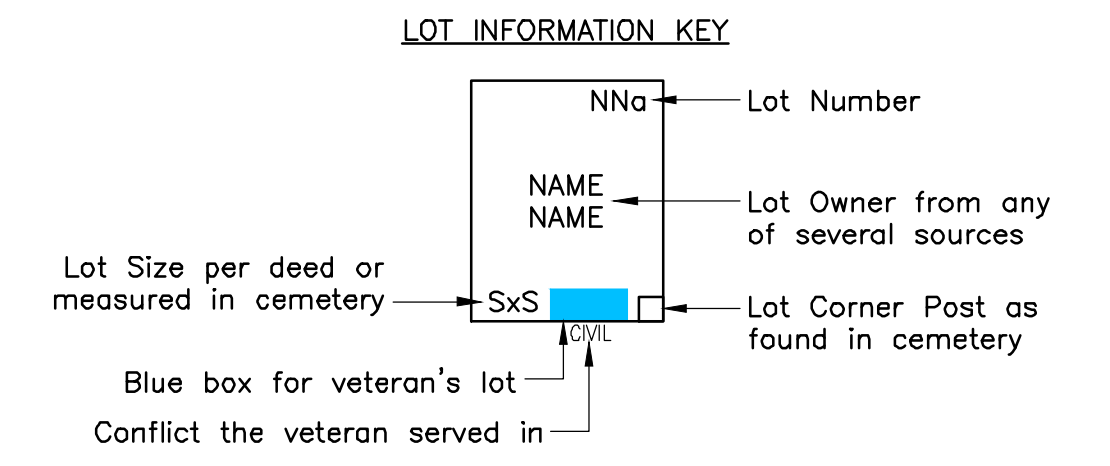 LOT INFORMATION KEY
NNa
Lot Number
NAME
NAME
Lot Owner from any
of several sources
Lot Size per deed or
measured in cemetery
SxS
Lot Corner Post as
found in cemetery
CIVIL
Blue box for veteran's lot
Conflict the veteran served in